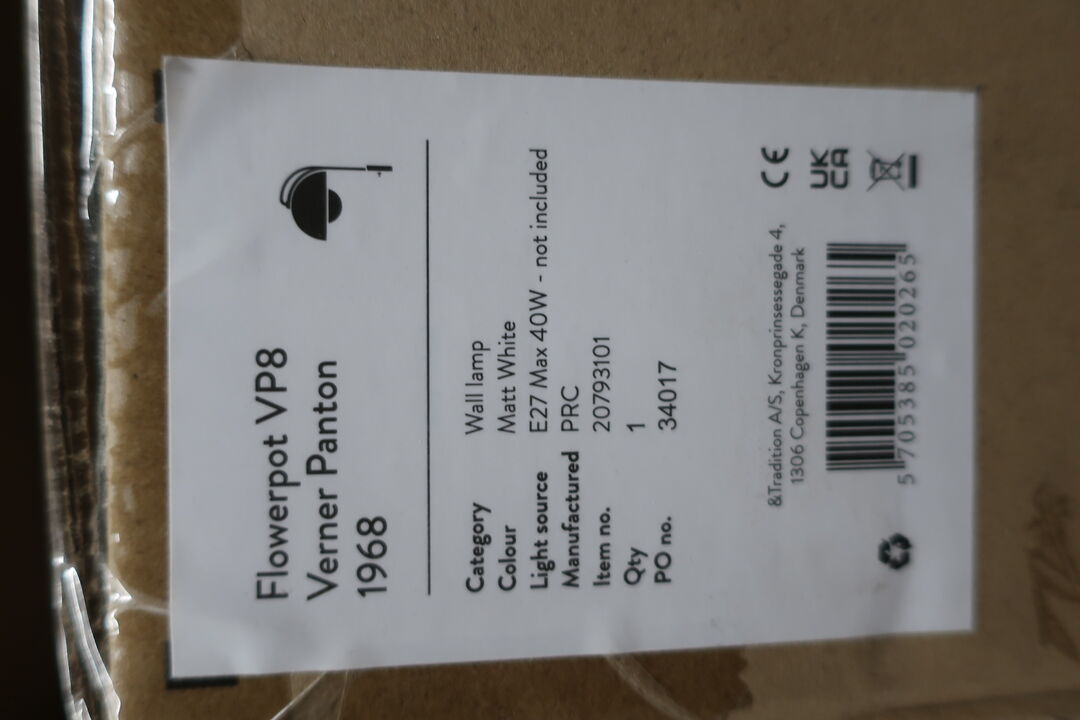 Flowerpot VP8
Verner Panton
1968
Category Wall lamp
Colour Matt White
Light source E27 Max 40W - not included
Manufactured PRC
Item no. 20793101
Qty 1
PO no. 34017
&Tradition A/S, Kronprinsessegade 4,
1306 Copenhagen K, Denmark
5 705385 020265
CE
UK
CA